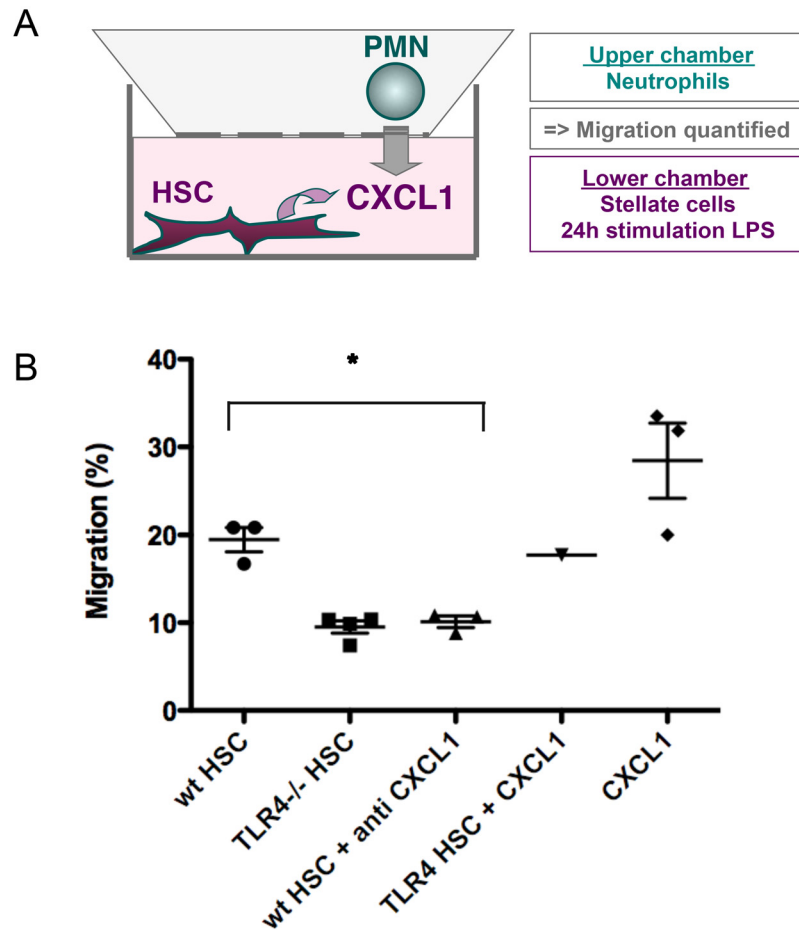 A
PMN
HSC
CXCL1
Upper chamber
Neutrophils
=> Migration quantified
Lower chamber
Stellate cells
24h stimulation LPS
B
*
Migration (%)
40
30
20
10
0
wt HSC
TLR4-/- HSC
wt HSC + anti CXCL1
TLR4 HSC + CXCL1
CXCL1